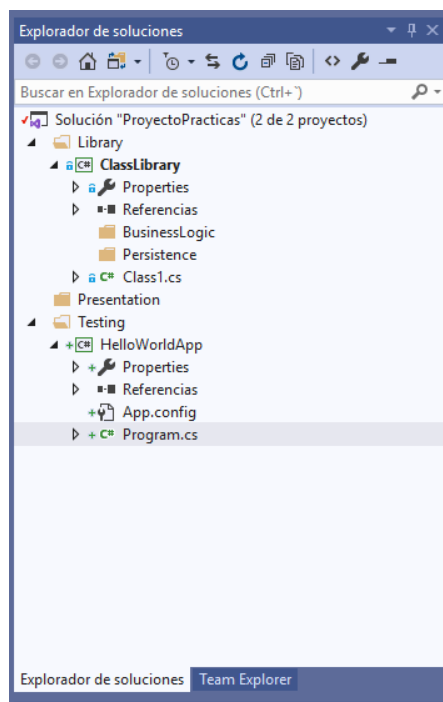 Explorador de soluciones
Buscar en Explorador de soluciones (Ctrl+`)
Solución "ProyectoPracticas" (2 de 2 proyectos)
Library
C# ClassLibrary
Properties
Referencias
BusinessLogic
Persistence
C# Class1.cs
Presentation
Testing
C# HelloWorldApp
Properties
Referencias
App.config
C# Program.cs
Explorador de soluciones Team Explorer